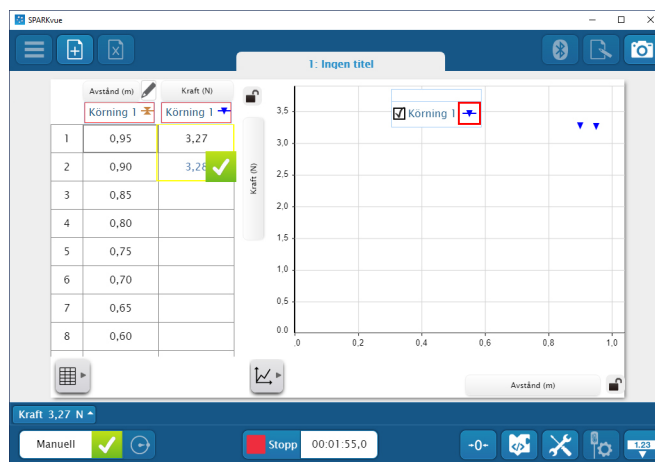 SPARKvue
1: Ingen titel
Avstånd (m) Kraft (N)
Körning 1 Körning 1
1 0,95 3,27
2 0,90 3,28
3 0,85
4 0,80
5 0,75
6 0,70
7 0,65
8 0,60
Kraft (N)
3,5
3,0
2,5
2,0
1,5
1,0
0,5
0.0
Körning 1
,0 0,2 0,4 0,6 0,8 1,0
Avstånd (m)
Kraft 3,27 N
Manuell Stopp 00:01:55,0 -0- 1.23